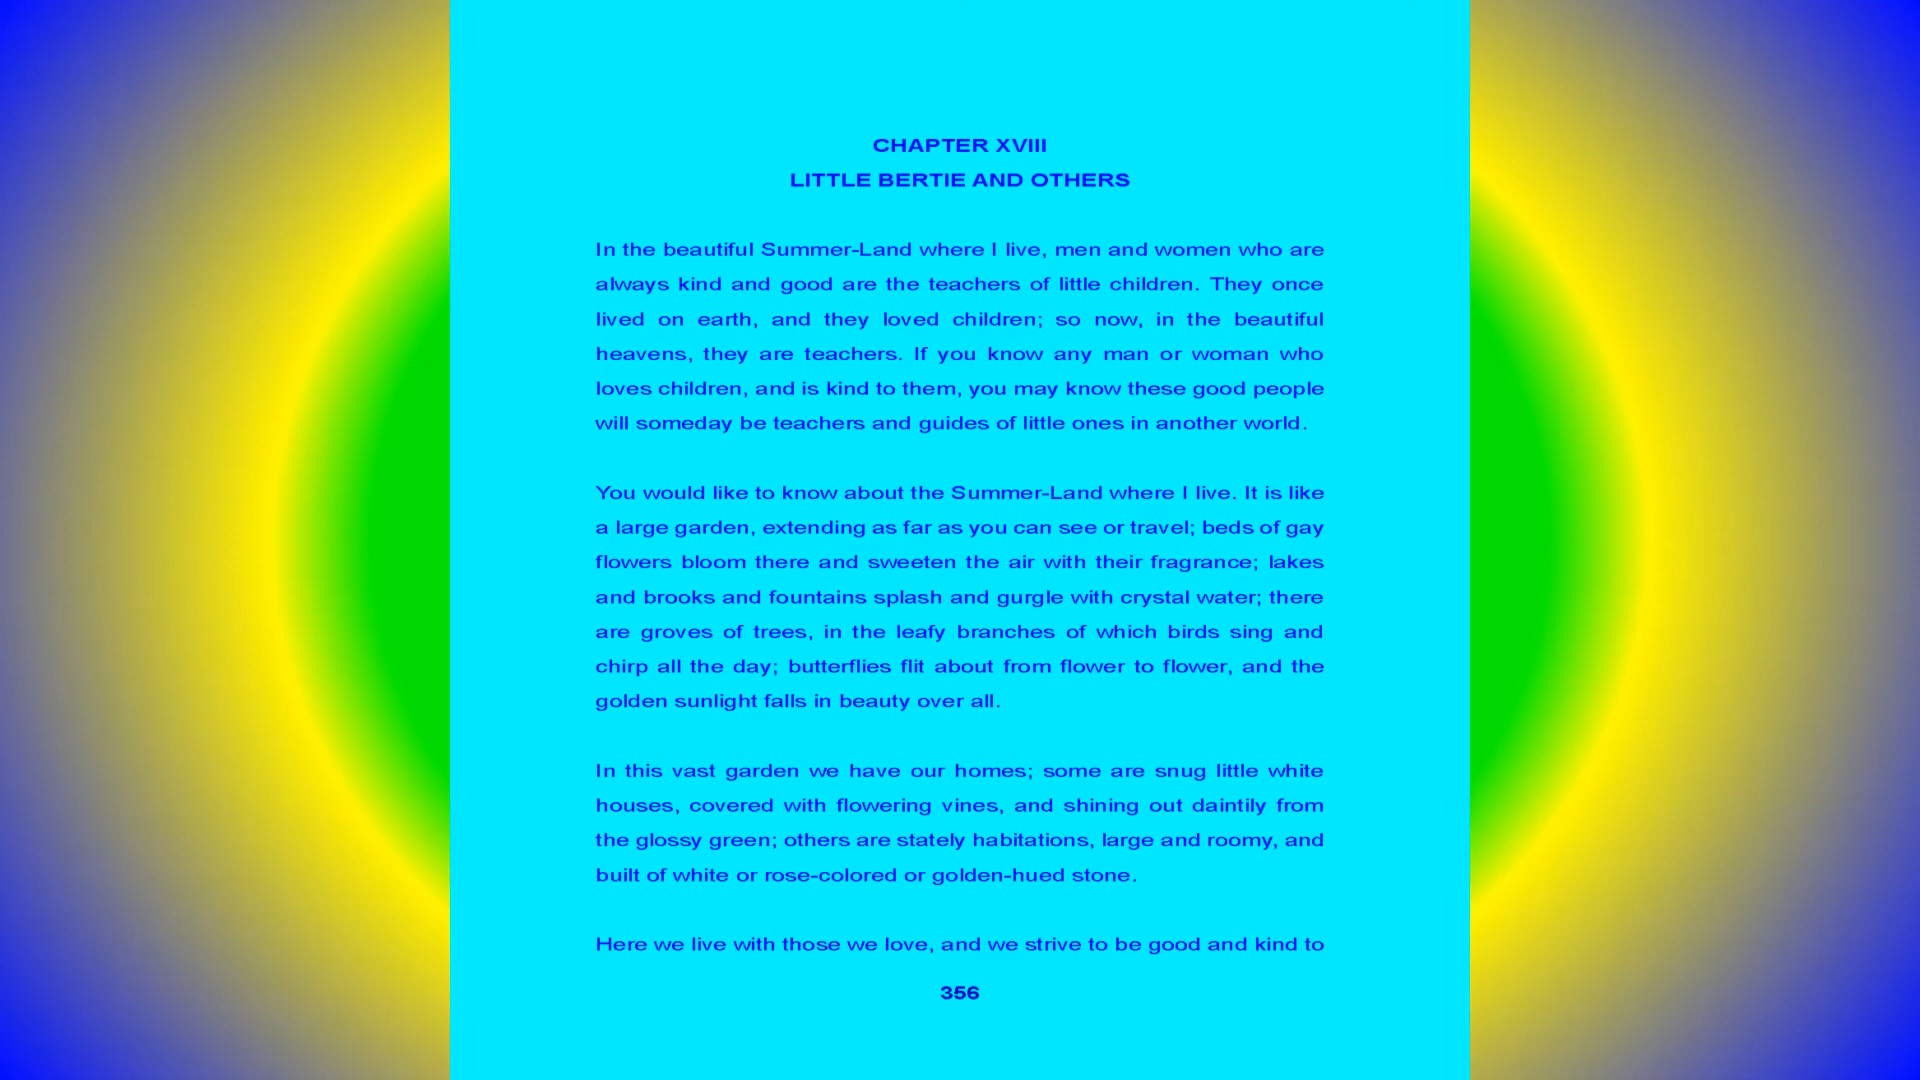 CHAPTER XVIII
LITTLE BERTIE AND OTHERS
In the beautiful Summer-Land where I live, men and women who are
always kind and good are the teachers of little children. They once
lived on earth, and they loved children; so now, in the beautiful
heavens, they are teachers. If you know any man or woman who
loves children, and is kind to them, you may know these good people
will someday be teachers and guides of little ones in another world.
You would like to know about the Summer-Land where I live. It is like
a large garden, extending as far as you can see or travel; beds of gay
flowers bloom there and sweeten the air with their fragrance; lakes
and brooks and fountains splash and gurgle with crystal water; there
are groves of trees, in the leafy branches of which birds sing and
chirp all the day; butterflies flit about from flower to flower, and the
golden sunlight falls in beauty over all.
In this vast garden we have our homes; some are snug little white
houses, covered with flowering vines, and shining out daintily from
the glossy green; others are stately habitations, large and roomy, and
built of white or rose-colored or golden-hued stone.
Here we live with those we love, and we strive to be good and kind to
356